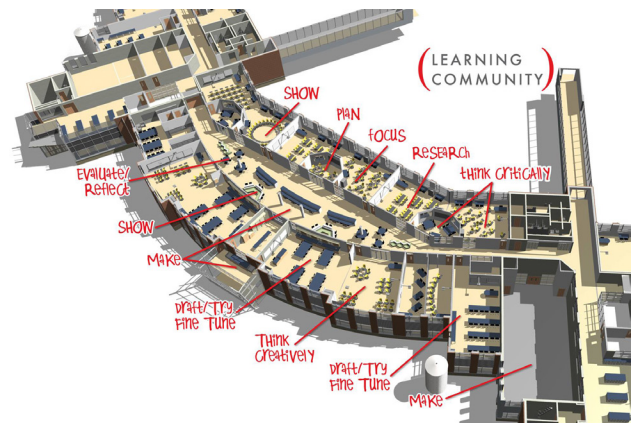 (LEARNING
COMMUNITY)
SHOW
PLAN
FOCUS
RESEARCH
THINK CRITICALLY
EVALUATE/
REFLECT
SHOW
MAKE
DRAFT/TRY
FINE TUNE
THINK
CREATIVELY
DRAFT/TRY
FINE TUNE
MAKE